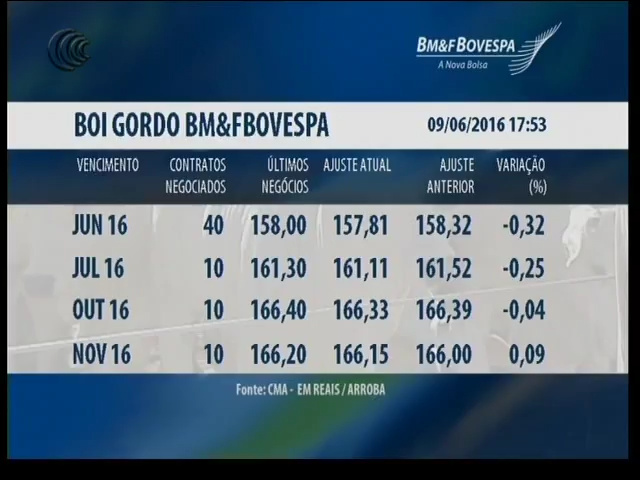 BM&FBOVESPA
A Nova Bolsa
BOI GORDO BM&FBOVESPA 09/06/2016 17:53
VENCIMENTO CONTRATOS NEGOCIADOS ÚLTIMOS NEGÓCIOS AJUSTE ATUAL AJUSTE ANTERIOR VARIAÇÃO (%)
JUN 16 40 158,00 157,81 158,32 -0,32
JUL 16 10 161,30 161,11 161,52 -0,25
OUT 16 10 166,40 166,33 166,39 -0,04
NOV 16 10 166,20 166,15 166,00 0,09
Fonte: CMA - EM REAIS / ARROBA